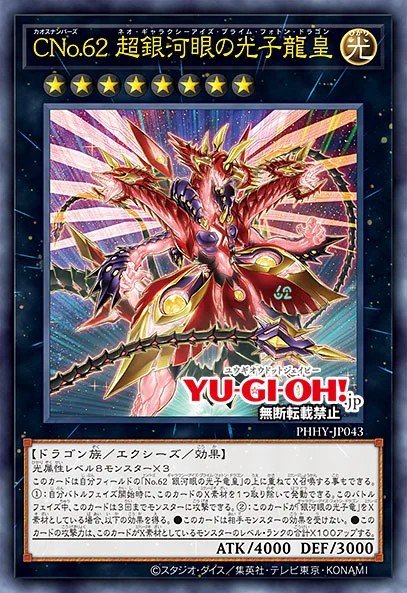 カオスナンバーズ ネオ・ギャラクシーアイズ・プライム・フォトン・ドラゴン
CNo.62 超銀河眼の光子龍皇 光
62
ユウギオウドットジェイピー
YU-GI-OH!.jp
無断転載禁止
PHHY-JP043
【ドラゴン族/エクシーズ/効果】
光属性レベル8モンスター×3
このカードは自分フィールドの「No.62 銀河眼の光子竜皇」の上に重ねてX召喚する事もできる。
①:自分バトルフェイズ開始時に、このカードのX素材を1つ取り除いて発動できる。このバトルフェイズ中、
このカードは3回までモンスターに攻撃できる。②:このカードが「銀河眼の光子竜」をX
素材としている場合、以下の効果を得る。●このカードは相手モンスターの効果を受けない。●こ
のカードの攻撃力は、このカードがX素材としているモンスターのレベル・ランクの合計×100アップする。
ATK/4000 DEF/3000
©スタジオ・ダイス/集英社・テレビ東京・KONAMI